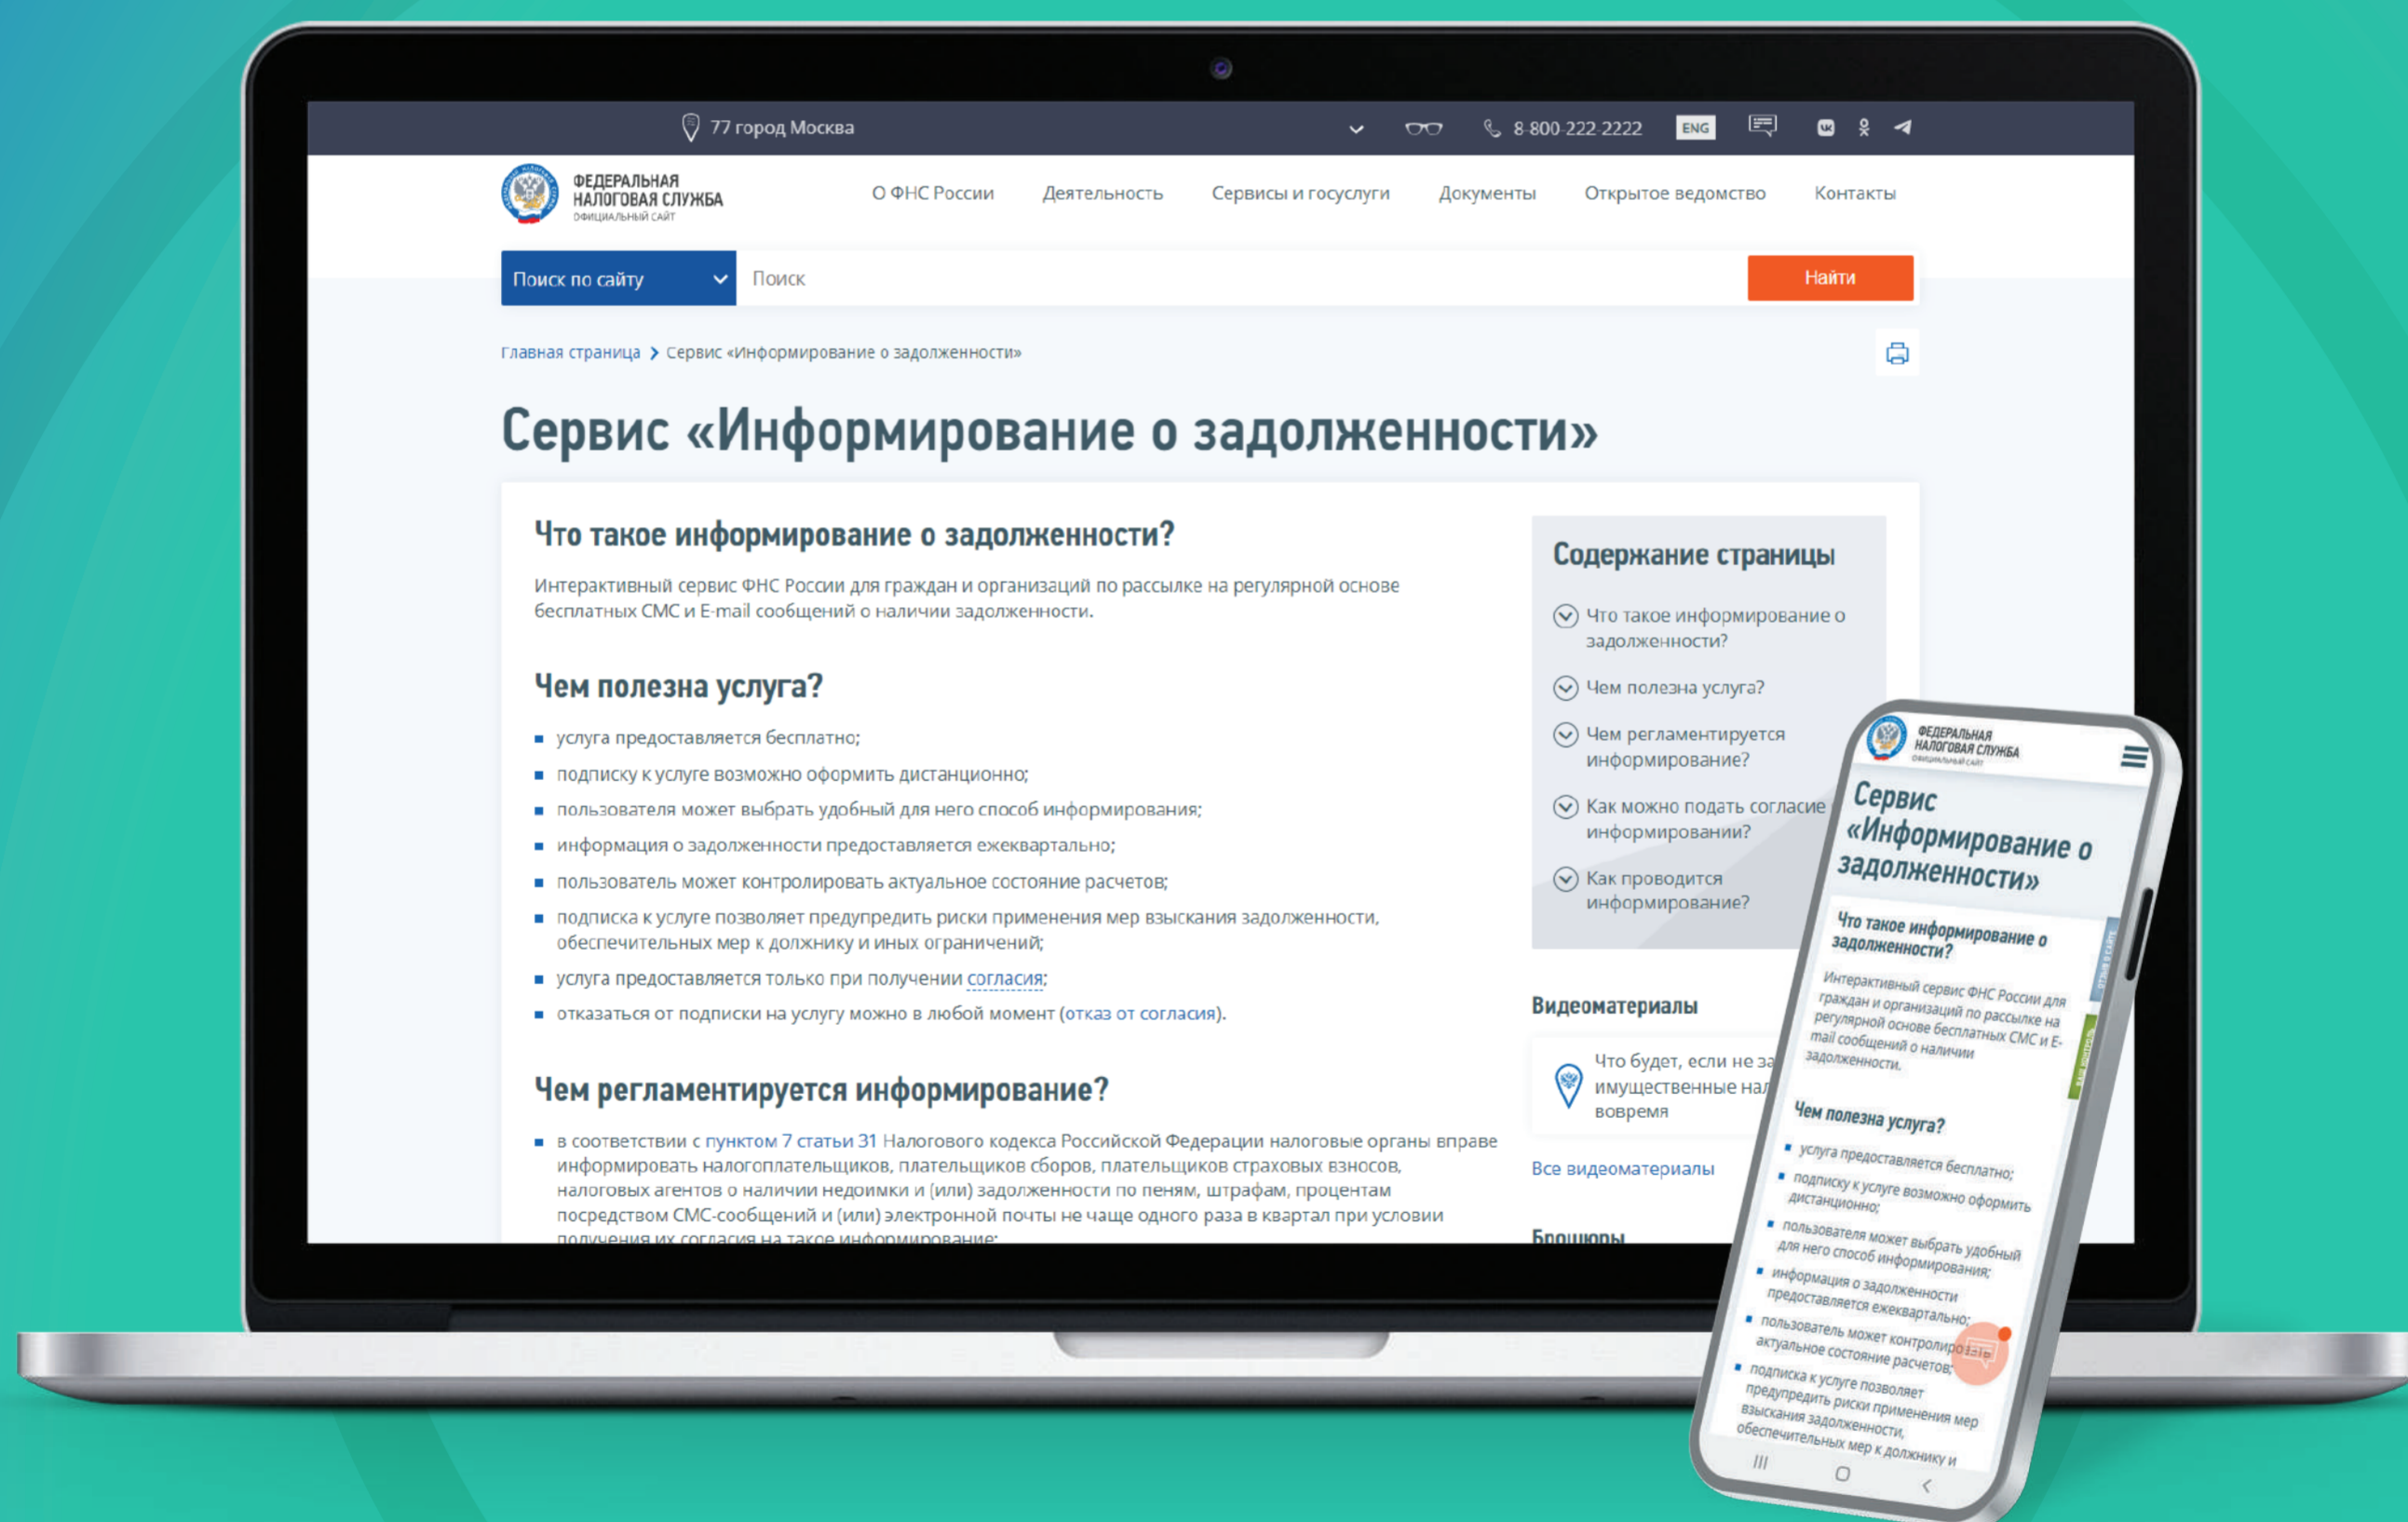 77 город Москва
8-800-222-2222
ENG
ФЕДЕРАЛЬНАЯ
НАЛОГОВАЯ СЛУЖБА
ОФИЦИАЛЬНЫЙ САЙТ
О ФНС России
Деятельность
Сервисы и госуслуги
Документы
Открытое ведомство
Контакты
Поиск по сайту
Поиск
Найти
Главная страница
Сервис «Информирование о задолженности»
Сервис «Информирование о задолженности»
Что такое информирование о задолженности?
Интерактивный сервис ФНС России для граждан и организаций по рассылке на регулярной основе
бесплатных СМС и E-mail сообщений о наличии задолженности.
Чем полезна услуга?
услуга предоставляется бесплатно;
подписку к услуге возможно оформить дистанционно;
пользователя может выбрать удобный для него способ информирования;
информация о задолженности предоставляется ежеквартально;
пользователь может контролировать актуальное состояние расчетов;
подписка к услуге позволяет предупредить риски применения мер взыскания задолженности,
обеспечительных мер к должнику и иных ограничений;
услуга предоставляется только при получении согласия;
отказаться от подписки на услугу можно в любой момент (отказ от согласия).
Чем регламентируется информирование?
в соответствии с пунктом 7 статьи 31 Налогового кодекса Российской Федерации налоговые органы вправе
информировать налогоплательщиков, плательщиков сборов, плательщиков страховых взносов,
налоговых агентов о наличии недоимки и (или) задолженности по пеням, штрафам, процентам
посредством СМС-сообщений и (или) электронной почты не чаще одного раза в квартал при условии
получения их согласия на такое информирование;
Содержание страницы
Что такое информирование о
задолженности?
Чем полезна услуга?
Чем регламентируется
информирование?
Как можно подать согласие
информировании?
Как проводится
информирование?
Видеоматериалы
Что будет, если не за
имущественные нал
вовремя
Все видеоматериалы
Брошюры
ФЕДЕРАЛЬНАЯ
НАЛОГОВАЯ СЛУЖБА
ОФИЦИАЛЬНЫЙ САЙТ
Сервис
«Информирование о
задолженности»
Что такое информирование о
задолженности?
Интерактивный сервис ФНС России для
граждан и организаций по рассылке на
регулярной основе бесплатных СМС и E-
mail сообщений о наличии
задолженности.
Чем полезна услуга?
услуга предоставляется бесплатно;
подписку к услуге возможно оформить
дистанционно;
пользователя может выбрать удобный
для него способ информирования;
информация о задолженности
предоставляется ежеквартально;
пользователь может контролировать
актуальное состояние расчетов;
подписка к услуге позволяет
предупредить риски применения мер
взыскания задолженности,
обеспечительных мер к должнику и
ОТЗЫВ О САЙТЕ